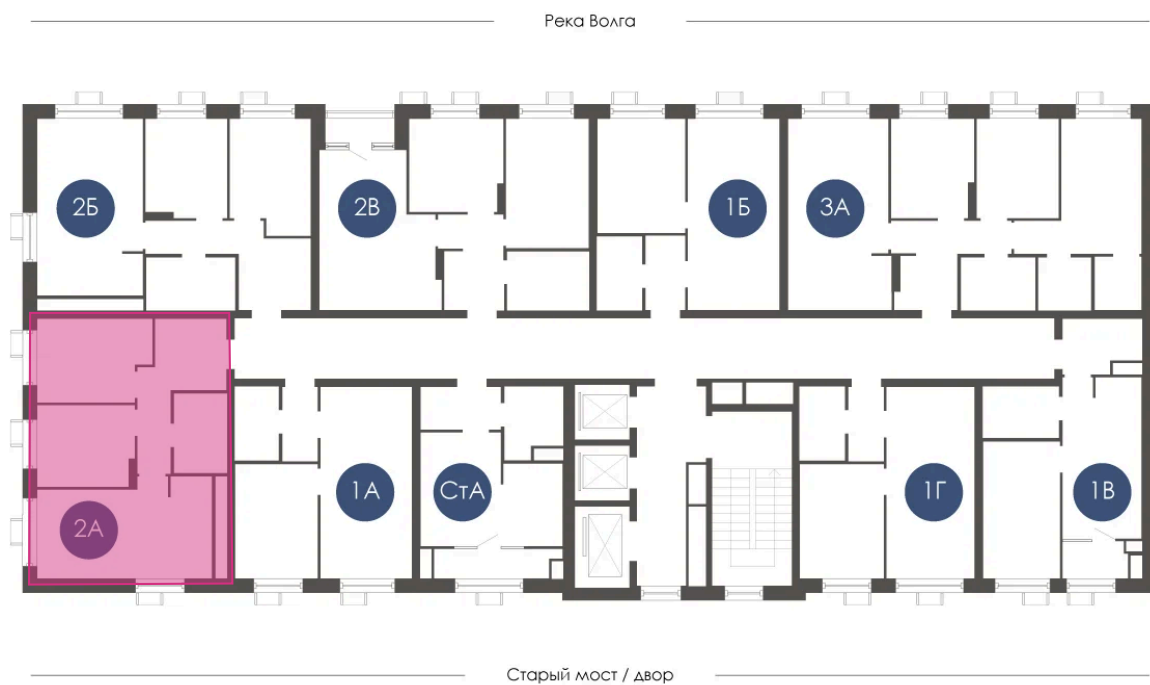 Река Волга
2Б
2В
1Б
3А
2А
1А
СтА
1Г
1В
Старый мост / двор